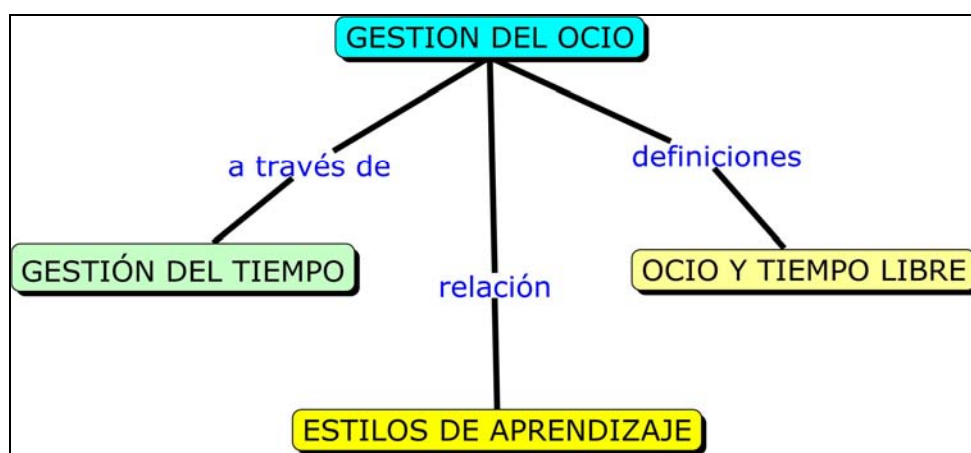 GESTION DEL OCIO
a través de
definiciones
GESTIÓN DEL TIEMPO
relación
OCIO Y TIEMPO LIBRE
ESTILOS DE APRENDIZAJE